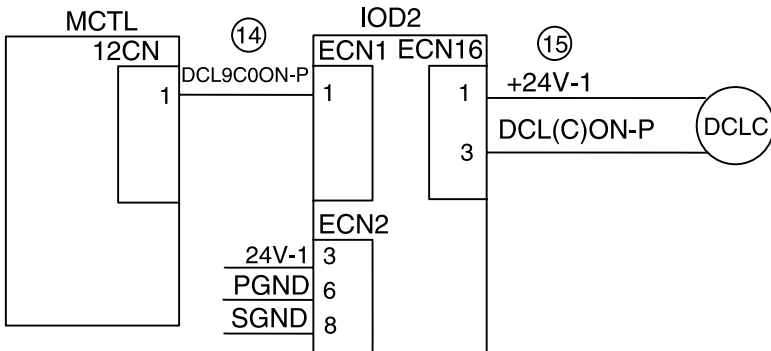 MCTL
IOD2
14
15
12CN
ECN1
ECN16
DCL9C0ON-P
+24V-1
1
1
1
DCL(C)ON-P
DCLC
3
ECN2
24V-1
3
PGND
6
SGND
8